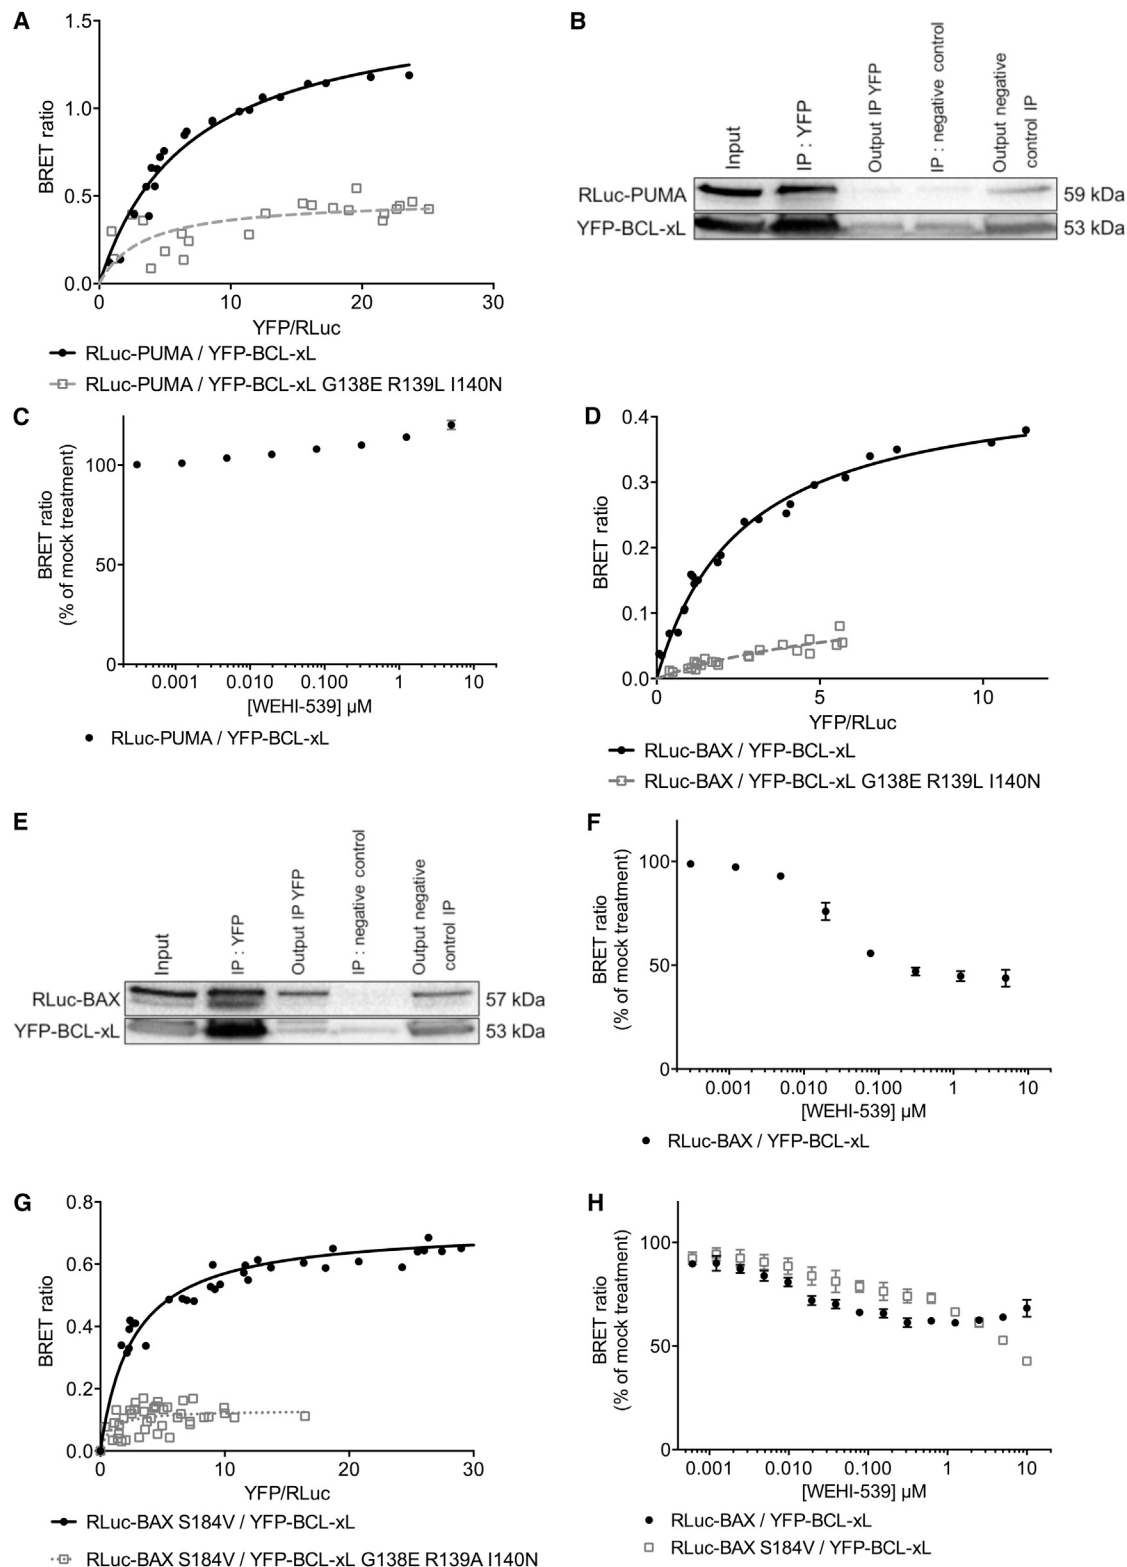 A
1.5
1.0
0.5
0.0
BRET ratio
0
10
20
30
YFP/RLuc
RLuc-PUMA / YFP-BCL-xL
RLuc-PUMA / YFP-BCL-xL G138E R139L I140N
B
Input
IP : YFP
Output IP YFP
IP : negative control
Output negative
control IP
RLuc-PUMA
59 kDa
YFP-BCL-xL
53 kDa
C
100
50
0
BRET ratio
(% of mock treatment)
0.001
0.010
0.100
1
10
[WEHI-539] µM
RLuc-PUMA / YFP-BCL-xL
D
0.4
0.3
0.2
0.1
0.0
BRET ratio
0
5
10
YFP/RLuc
RLuc-BAX / YFP-BCL-xL
RLuc-BAX / YFP-BCL-xL G138E R139L I140N
E
Input
IP : YFP
Output IP YFP
IP : negative control
Output negative
control IP
RLuc-BAX
57 kDa
YFP-BCL-xL
53 kDa
F
100
50
0
BRET ratio
(% of mock treatment)
0.001
0.010
0.100
1
10
[WEHI-539] µM
RLuc-BAX / YFP-BCL-xL
G
0.8
0.6
0.4
0.2
0.0
BRET ratio
0
10
20
30
YFP/RLuc
RLuc-BAX S184V / YFP-BCL-xL
RLuc-BAX S184V / YFP-BCL-xL G138E R139A I140N
H
100
50
0
BRET ratio
(% of mock treatment)
0.001
0.010
0.100
1
10
[WEHI-539] µM
RLuc-BAX / YFP-BCL-xL
RLuc-BAX S184V / YFP-BCL-xL